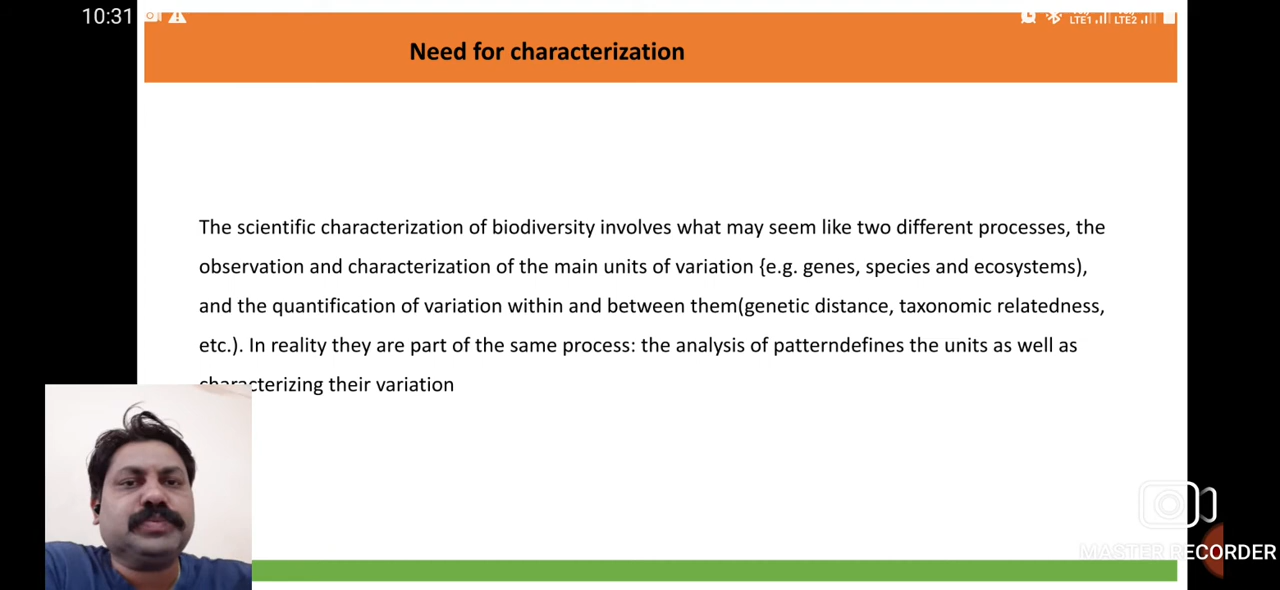 10:31
LTE1 LTE2
Need for characterization
The scientific characterization of biodiversity involves what may seem like two different processes, the
observation and characterization of the main units of variation {e.g. genes, species and ecosystems),
and the quantification of variation within and between them(genetic distance, taxonomic relatedness,
etc.). In reality they are part of the same process: the analysis of patterndefines the units as well as
characterizing their variation
MASTER RECORDER